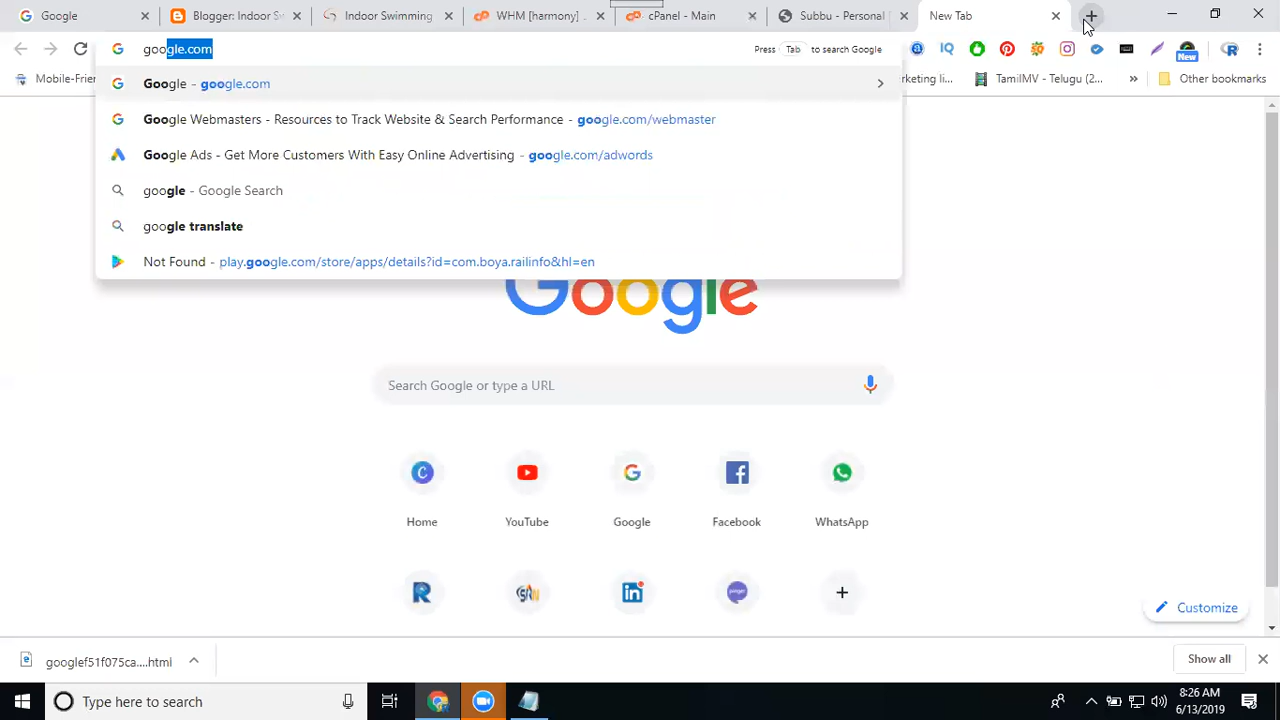 Google
Blogger: Indoor S
Indoor Swimming
WHM [harmony] ..
cPanel - Main
Subbu - Personal
New Tab
google.com
Press Tab to search Google
New
Mobile-Frien
rketing li...
TamilMV - Telugu (2...
Other bookmarks
Google - google.com
Google Webmasters - Resources to Track Website & Search Performance - google.com/webmaster
Google Ads - Get More Customers With Easy Online Advertising - google.com/adwords
google - Google Search
google translate
Not Found - play.google.com/store/apps/details?id=com.boya.railinfo&hl=en
Google
Search Google or type a URL
Home
YouTube
Google
Facebook
WhatsApp
Customize
googlef51f075ca....html
Show all
Type here to search
8:26 AM
6/13/2019